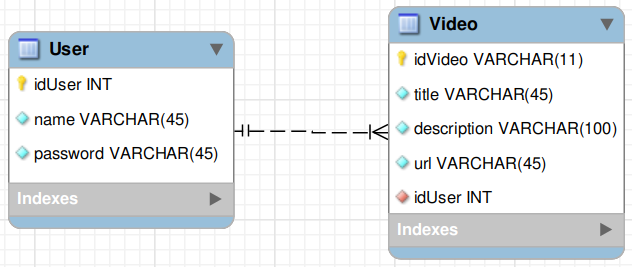 User
idUser INT
name VARCHAR(45)
password VARCHAR(45)
Indexes
Video
idVideo VARCHAR(11)
title VARCHAR(45)
description VARCHAR(100)
url VARCHAR(45)
idUser INT
Indexes